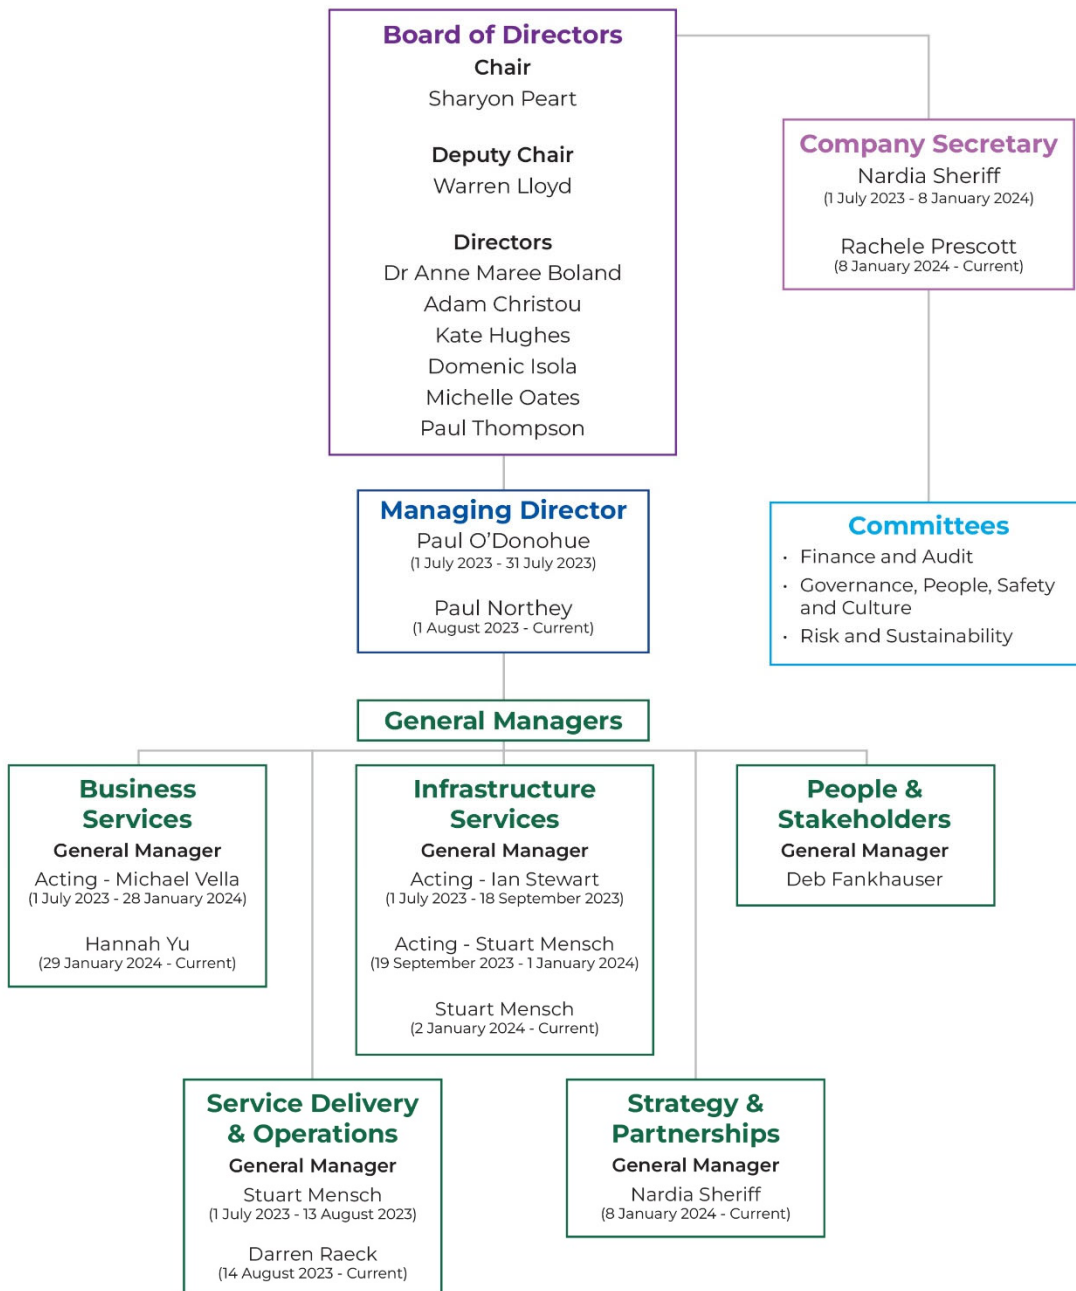 Board of Directors
Chair
Sharyon Peart
Deputy Chair
Warren Lloyd
Directors
Dr Anne Maree Boland
Adam Christou
Kate Hughes
Domenic Isola
Michelle Oates
Paul Thompson
Company Secretary
Nardia Sheriff
(1 July 2023 - 8 January 2024)
Rachele Prescott
(8 January 2024 - Current)
Managing Director
Paul O’Donohue
(1 July 2023 - 31 July 2023)
Paul Northey
(1 August 2023 - Current)
Committees
· Finance and Audit
· Governance, People, Safety
and Culture
· Risk and Sustainability
General Managers
Business
Services
General Manager
Acting - Michael Vella
(1 July 2023 - 28 January 2024)
Hannah Yu
(29 January 2024 - Current)
Infrastructure
Services
General Manager
Acting - Ian Stewart
(1 July 2023 - 18 September 2023)
Acting - Stuart Mensch
(19 September 2023 - 1 January 2024)
Stuart Mensch
(2 January 2024 - Current)
People &
Stakeholders
General Manager
Deb Fankhauser
Service Delivery
& Operations
General Manager
Stuart Mensch
(1 July 2023 - 13 August 2023)
Darren Raeck
(14 August 2023 - Current)
Strategy &
Partnerships
General Manager
Nardia Sheriff
(8 January 2024 - Current)